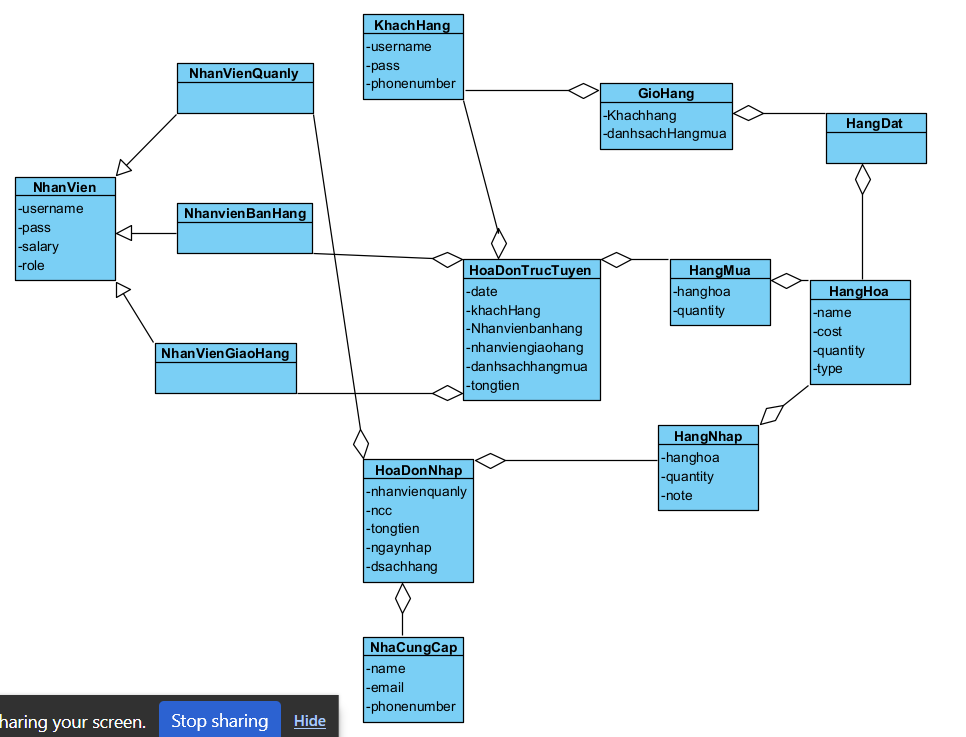 KhachHang
-username
-pass
-phonenumber
NhanVienQuanly
GioHang
-Khachhang
-danhsachHangmua
HangDat
NhanVien
-username
-pass
-salary
-role
NhanvienBanHang
HoaDonTrucTuyen
-date
-khachHang
-Nhanvienbanhang
-nhanviengiaohang
-danhsachhangmua
-tongtien
HangMua
-hanghoa
-quantity
HangHoa
-name
-cost
-quantity
-type
NhanVienGiaoHang
HangNhap
-hanghoa
-quantity
-note
HoaDonNhap
-nhanvienquanly
-ncc
-tongtien
-ngaynhap
-dsachhang
NhaCungCap
-name
-email
-phonenumber
haring your screen.
Stop sharing
Hide